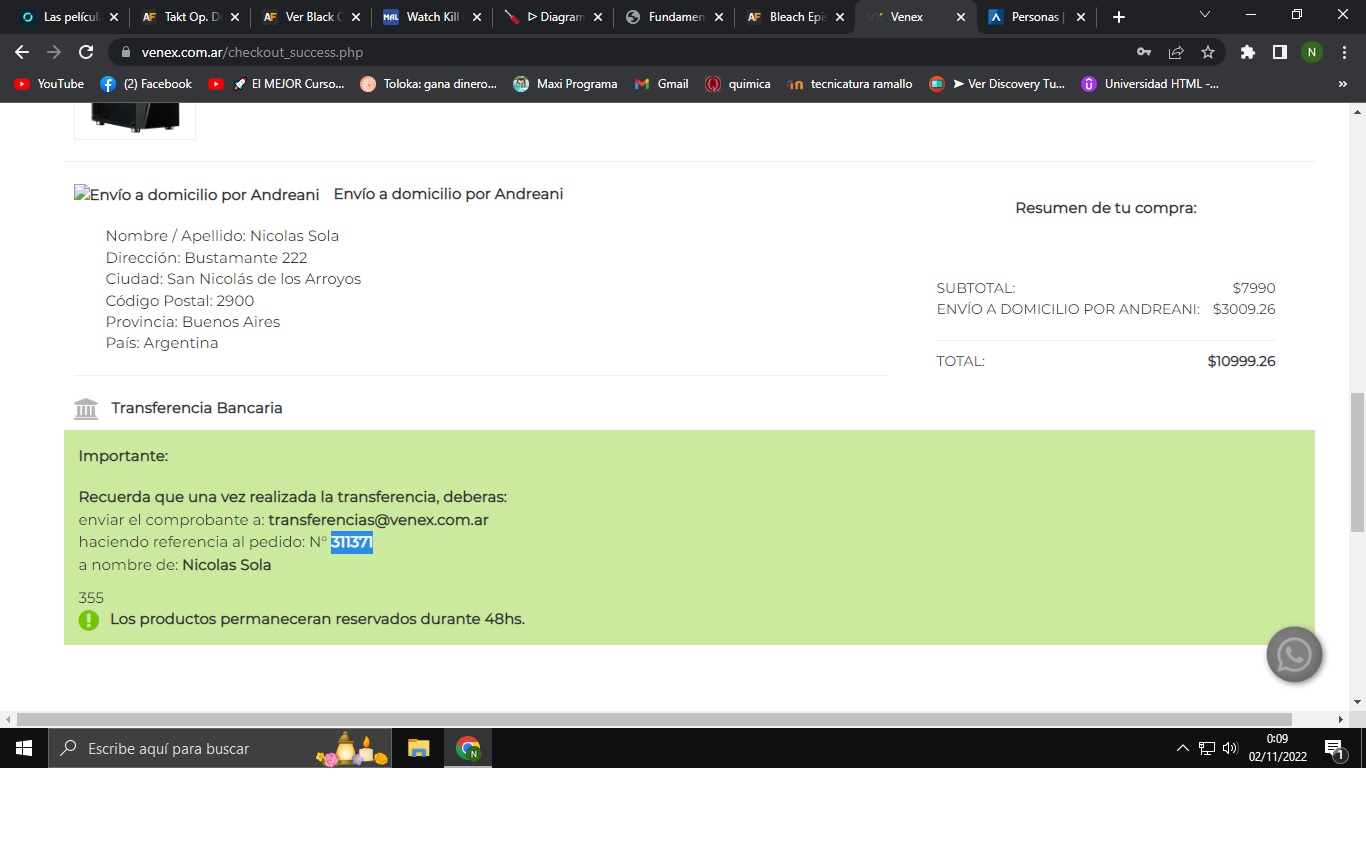 Las películ
AF Takt Op. D
AF Ver Black C
MAL Watch Kill
ᐅ Diagram
Fundamen
AF Bleach Epis
Venex
Personas |
venex.com.ar/checkout_success.php
N
YouTube
(2) Facebook
🚀 El MEJOR Curso...
Toloka: gana dinero...
Maxi Programa
Gmail
quimica
tecnicatura ramallo
➤ Ver Discovery Tu...
Universidad HTML -...
»
Envío a domicilio por Andreani Envío a domicilio por Andreani
Nombre / Apellido: Nicolas Sola
Dirección: Bustamante 222
Ciudad: San Nicolás de los Arroyos
Código Postal: 2900
Provincia: Buenos Aires
País: Argentina
Resumen de tu compra:
SUBTOTAL: $7990
ENVÍO A DOMICILIO POR ANDREANI: $3009.26
TOTAL: $10999.26
Transferencia Bancaria
Importante:
Recuerda que una vez realizada la transferencia, deberas:
enviar el comprobante a: transferencias@venex.com.ar
haciendo referencia al pedido: N° 311371
a nombre de: Nicolas Sola
355
Los productos permaneceran reservados durante 48hs.
Escribe aquí para buscar
N
0:09
02/11/2022
1